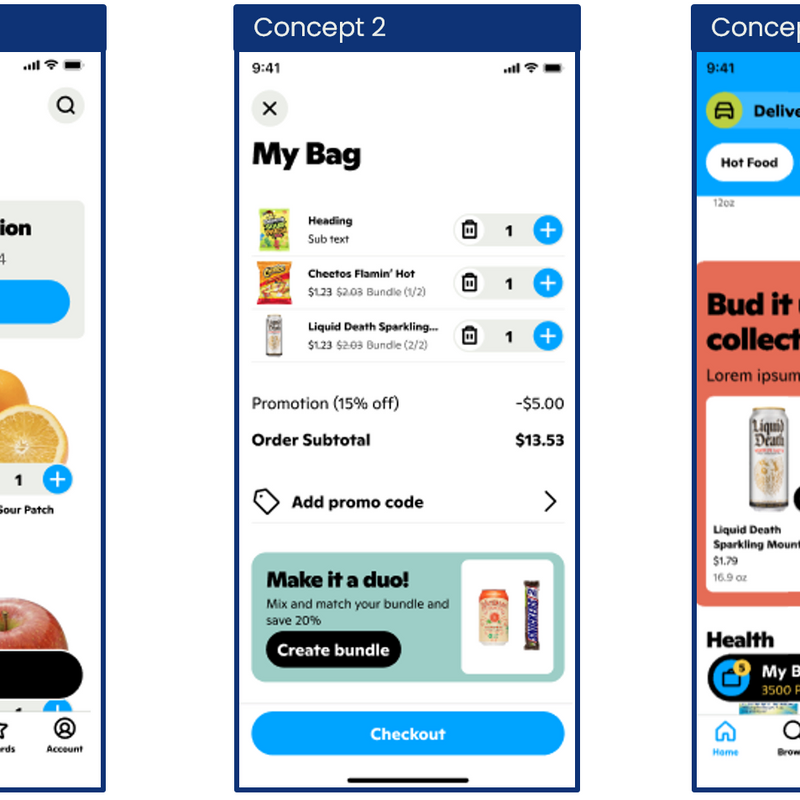 ion
4
1
Sour Patch
rds
Account
Concept 2
9:41
My Bag
Heading
Sub text
1
Cheetos Flamin' Hot
$1.23 $2.03 Bundle (1/2)
1
Liquid Death Sparkling...
$1.23 $2.03 Bundle (2/2)
1
Promotion (15% off)
-$5.00
Order Subtotal
$13.53
Add promo code
Make it a duo!
Mix and match your bundle and
save 20%
Create bundle
Checkout
Concep
9:41
Delive
Hot Food
12oz
Bud it u
collect
Lorem ipsum
Liquid
Death
Liquid Death
Sparkling Mount
$1.79
16.9 oz
Health
5
My B
3500 P
Home
Brow